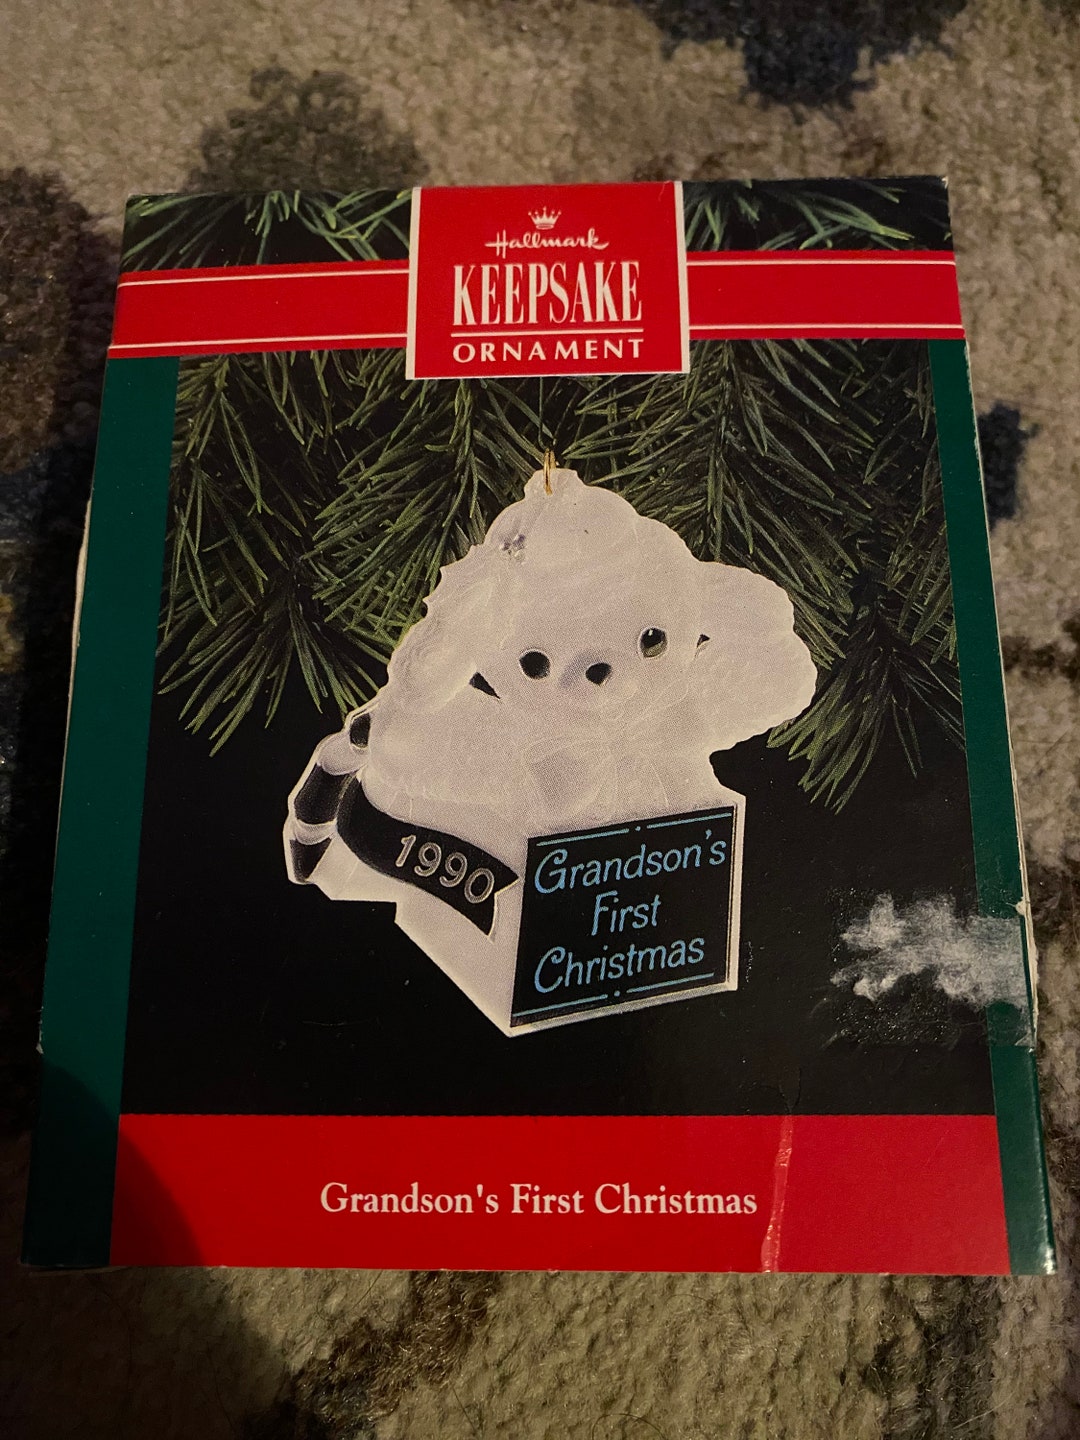 Hallmark
KEEPSAKE
ORNAMENT
1990
Grandson's
First
Christmas
Grandson's First Christmas